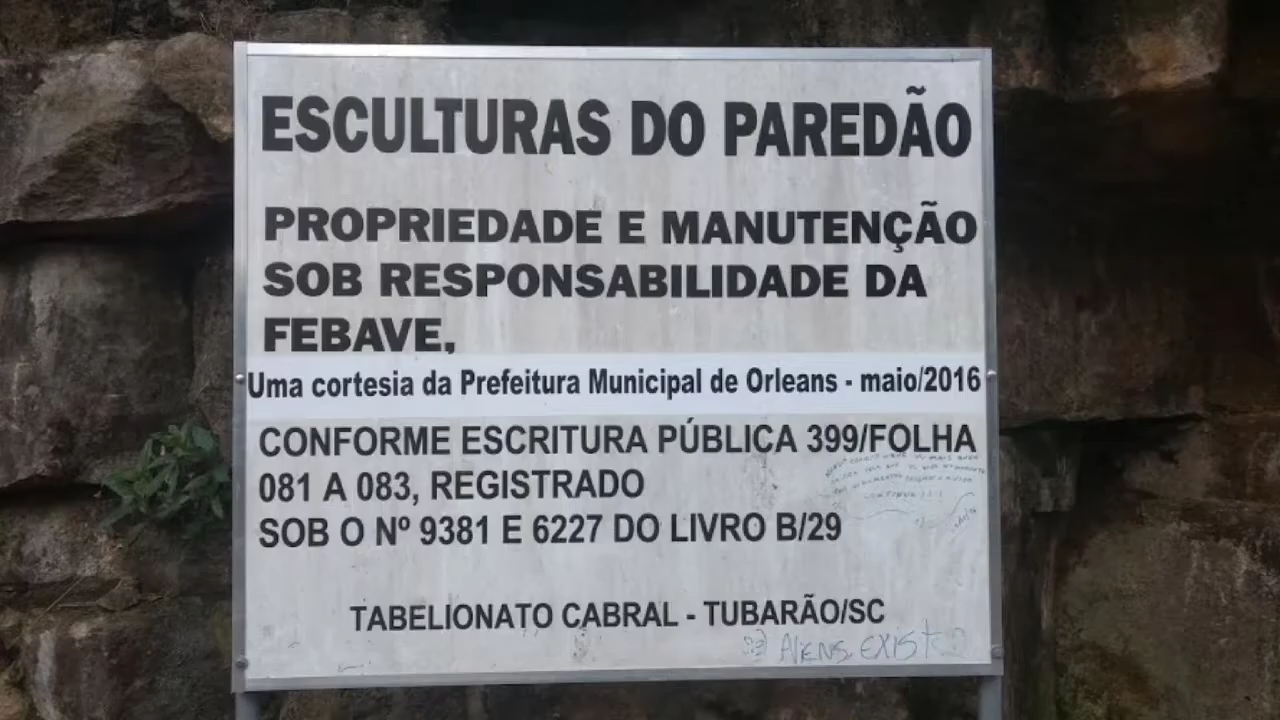 ESCULTURAS DO PAREDÃO
PROPRIEDADE E MANUTENÇÃO
SOB RESPONSABILIDADE DA
FEBAVE,
Uma cortesia da Prefeitura Municipal de Orleans - maio/2016
CONFORME ESCRITURA PÚBLICA 399/FOLHA
081 A 083, REGISTRADO
SOB O Nº 9381 E 6227 DO LIVRO B/29
TABELIONATO CABRAL - TUBARÃO/SC
EXIST